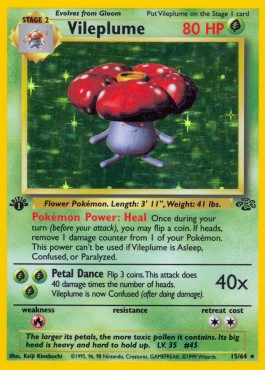 STAGE 2
Evolves from Gloom
Put Vileplume on the Stage 1 card
Vileplume
80 HP
Flower Pokémon. Length: 3' 11", Weight: 41 lbs.
EDITION
1
Pokémon Power: Heal Once during your
turn (before your attack), you may flip a coin. If heads,
remove 1 damage counter from 1 of your Pokémon.
This power can't be used if Vileplume is Asleep,
Confused, or Paralyzed.
Petal Dance Flip 3 coins. This attack does
40 damage times the number of heads.
Vileplume is now Confused (after doing damage).
40x
weakness
resistance
retreat cost
The larger its petals, the more toxic pollen it contains. Its big
head is heavy and hard to hold up. LV. 35 #45
Illus. Keiji Kinebuchi
©1995, 96, 98 Nintendo, Creatures, GAMEFREAK. ©1999 Wizards.
15/64 ★